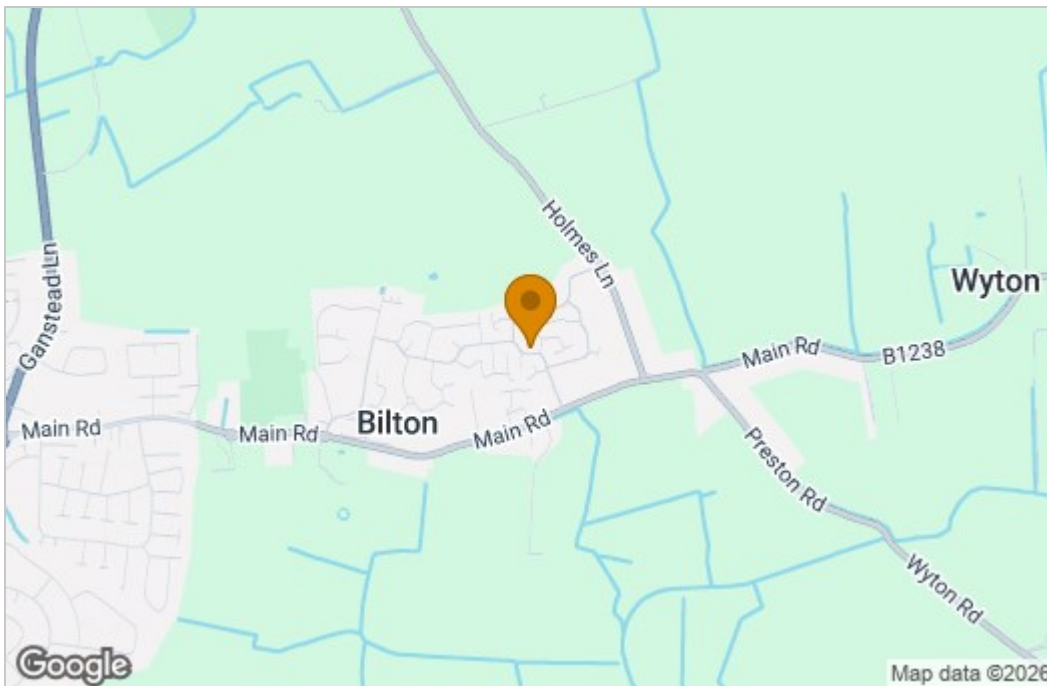 Ganstead Ln
Holmes Ln
Wyton
Main Rd
B1238
Main Rd
Main Rd
Bilton
Main Rd
Preston Rd
Wyton Rd
Google
Map data ©2026